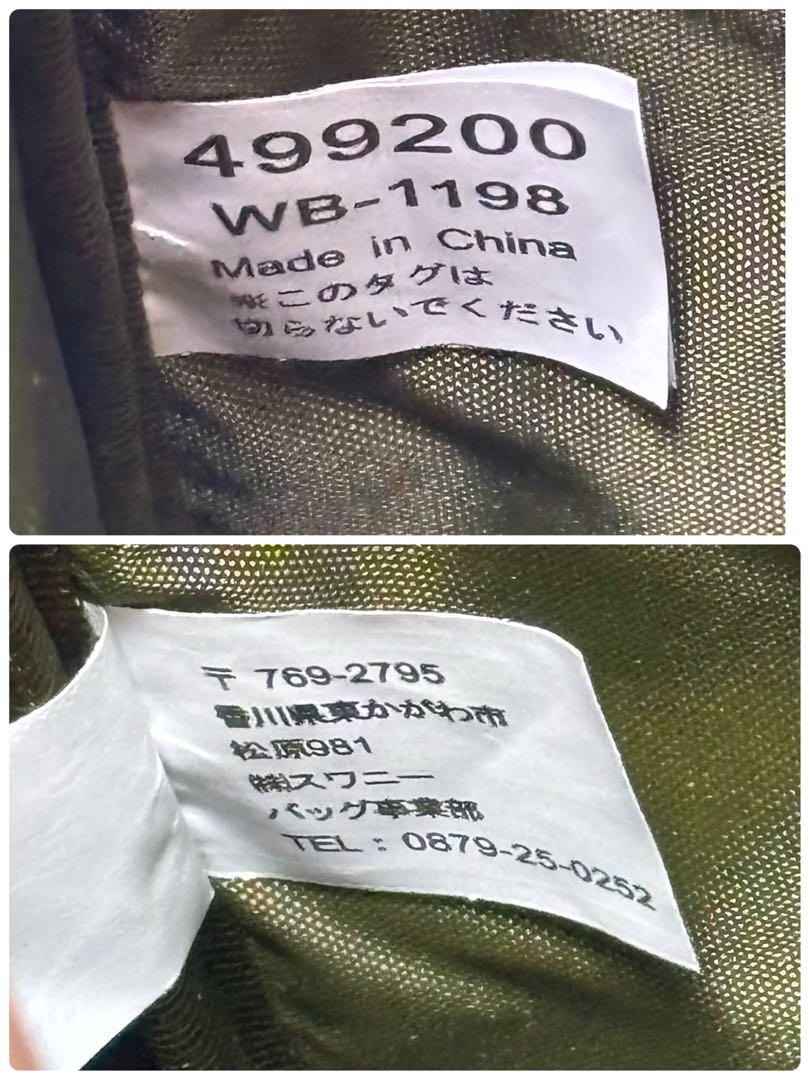 499200
WB-1198
Made in China
※このタグは
切らないでください
〒769-2795
香川県東かがわ市
松原981
㈱スワニー
バッグ事業部
TEL：0879-25-0252